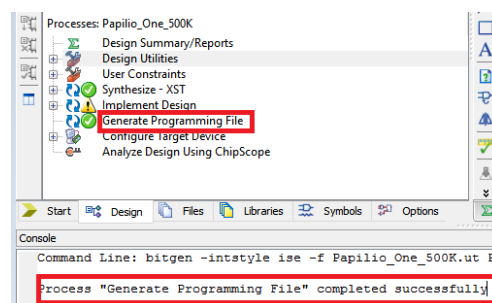 Processes: Papilio_One_500K
Design Summary/Reports
Design Utilities
User Constraints
Synthesize - XST
Implement Design
Generate Programming File
Configure Target Device
Analyze Design Using ChipScope
Start Design Files Libraries Symbols Options
Console
Command Line: bitgen -intstyle ise -f Papilio_One_500K.ut
Process "Generate Programming File" completed successfully